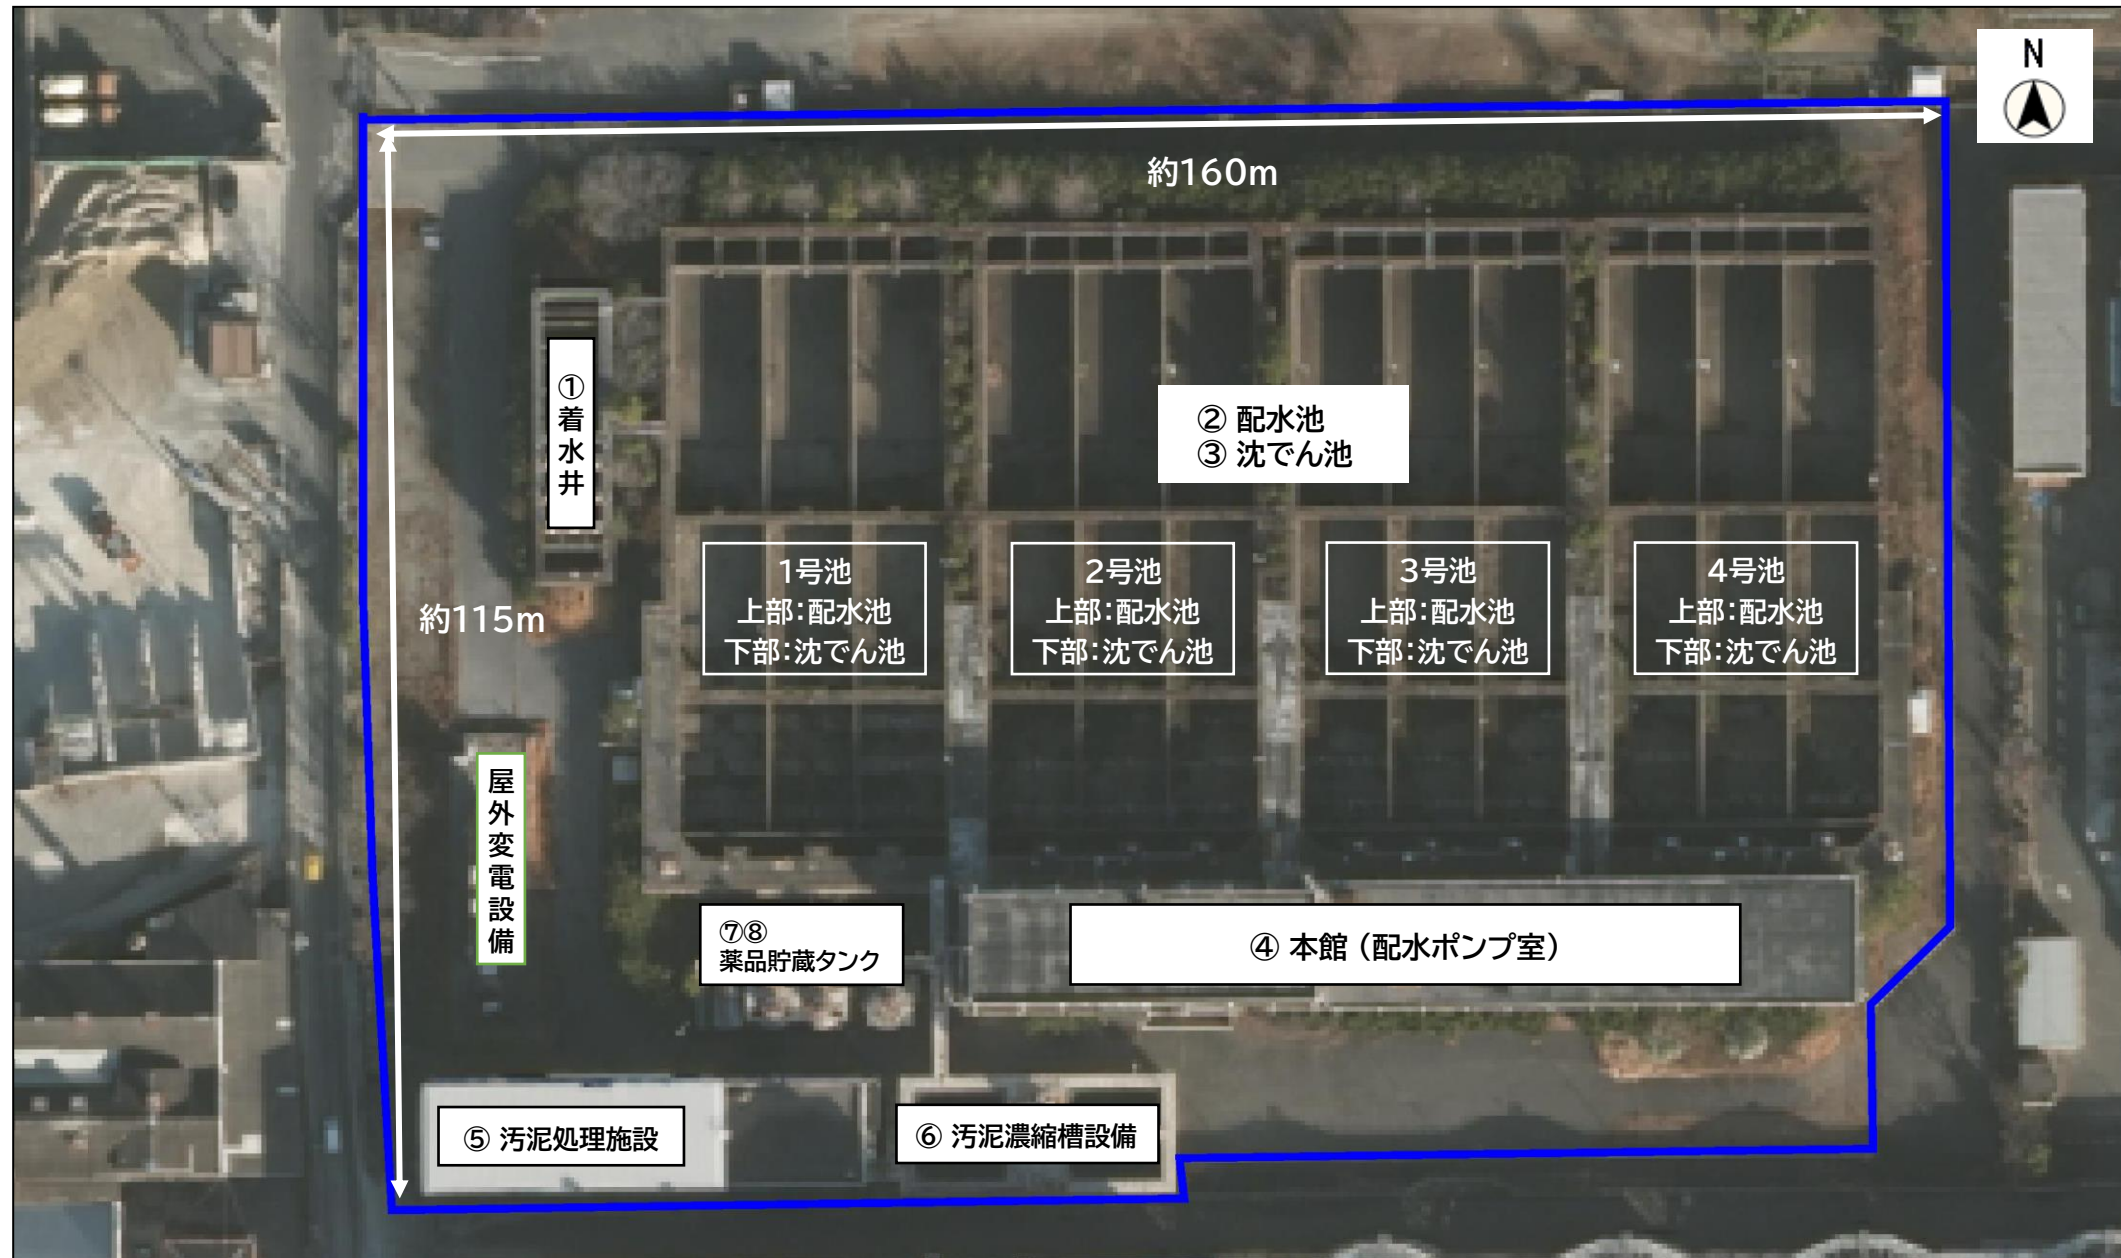 N
約160m
①着水井
② 配水池
③ 沈でん池
1号池
上部：配水池
下部：沈でん池
2号池
上部：配水池
下部：沈でん池
3号池
上部：配水池
下部：沈でん池
4号池
上部：配水池
下部：沈でん池
約115m
屋外変電設備
⑦⑧
薬品貯蔵タンク
④ 本館（配水ポンプ室）
⑤ 汚泥処理施設
⑥ 汚泥濃縮槽設備